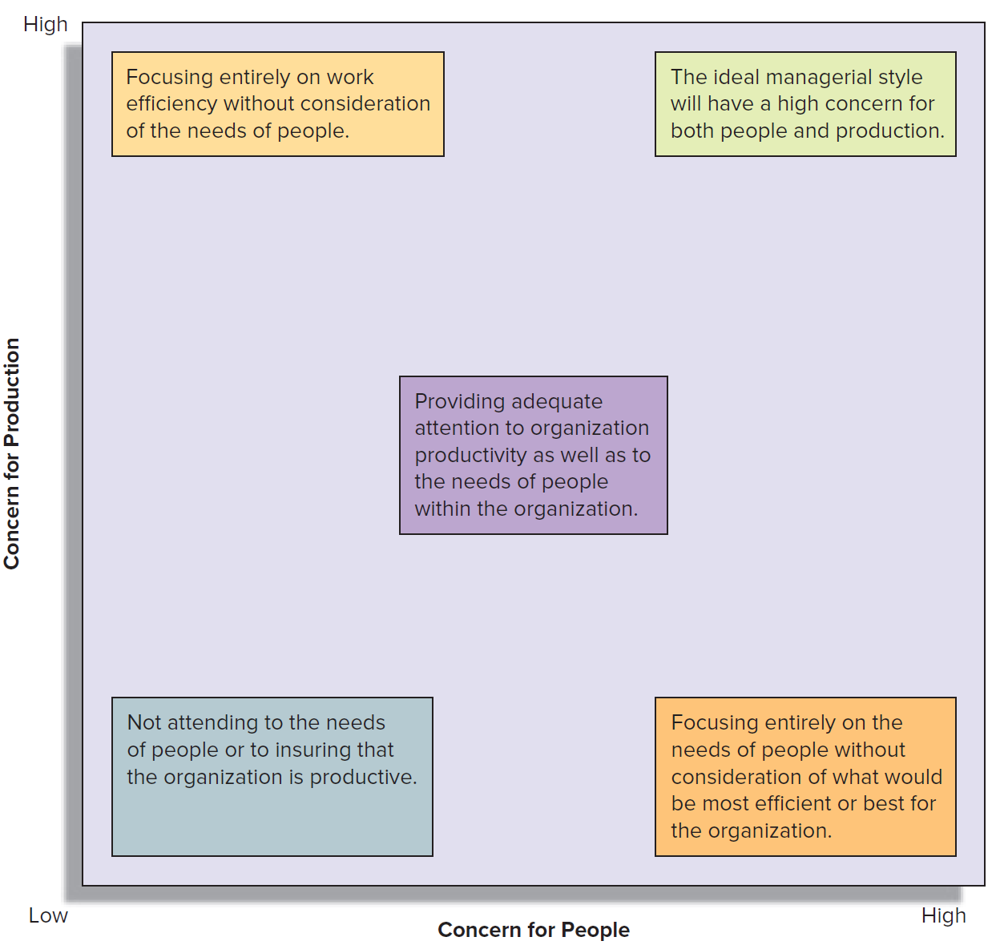 High
Focusing entirely on work
efficiency without consideration
of the needs of people.
The ideal managerial style
will have a high concern for
both people and production.
Concern for Production
Providing adequate
attention to organization
productivity as well as to
the needs of people
within the organization.
Not attending to the needs
of people or to insuring that
the organization is productive.
Focusing entirely on the
needs of people without
consideration of what would
be most efficient or best for
the organization.
Low
Concern for People
High